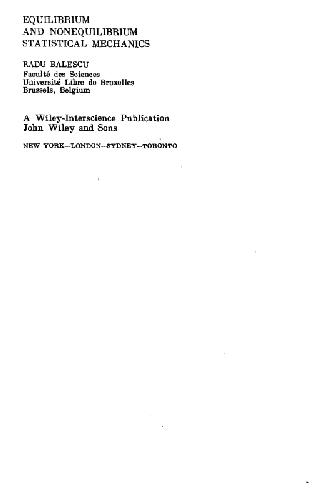 EQUILIBRIUM
AND NONEQUILIBRIUM
STATISTICAL MECHANICS
RADU BALESCU
Faculté des Sciences
Université Libre de Bruxelles
Brussels, Belgium
A Wiley-Interscience Publication
John Wiley and Sons
NEW YORK—LONDON—SYDNEY—TORONTO